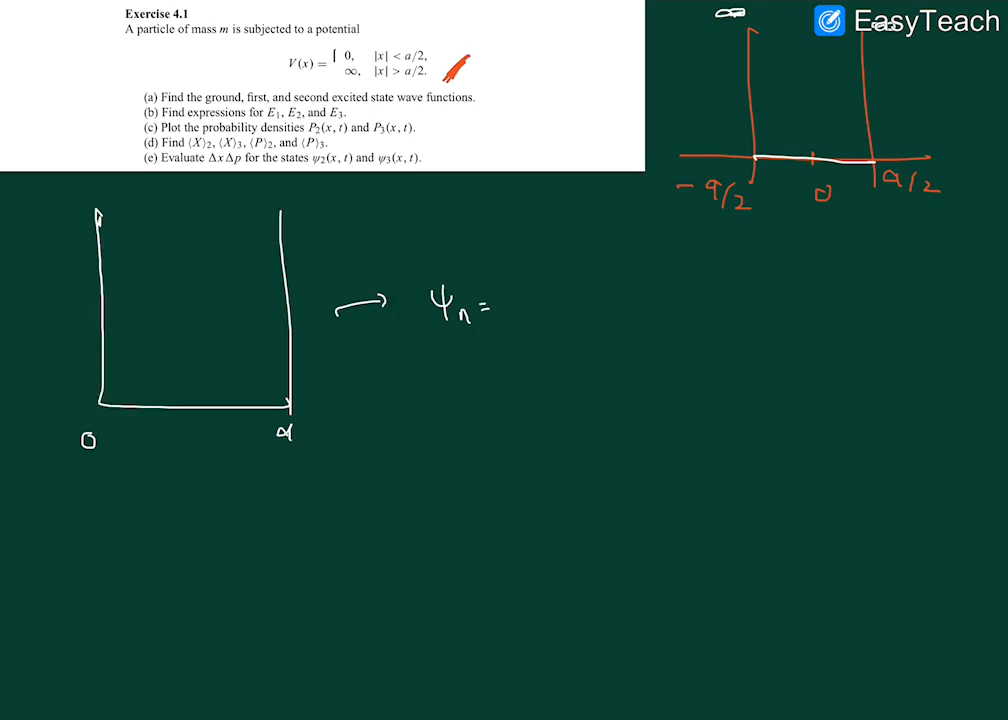 Exercise 4.1
A particle of mass m is subjected to a potential
V(x) = { 0, |x| < a/2,
∞, |x| > a/2.
(a) Find the ground, first, and second excited state wave functions.
(b) Find expressions for E₁, E₂, and E₃.
(c) Plot the probability densities P₂(x, t) and P₃(x, t).
(d) Find ⟨X⟩₂, ⟨X⟩₃, ⟨P⟩₂, and ⟨P⟩₃.
(e) Evaluate Δx Δp for the states ψ₂(x, t) and ψ₃(x, t).
EasyTeach
∞ ∞
- a/2 0 a/2
ψn =
0 a